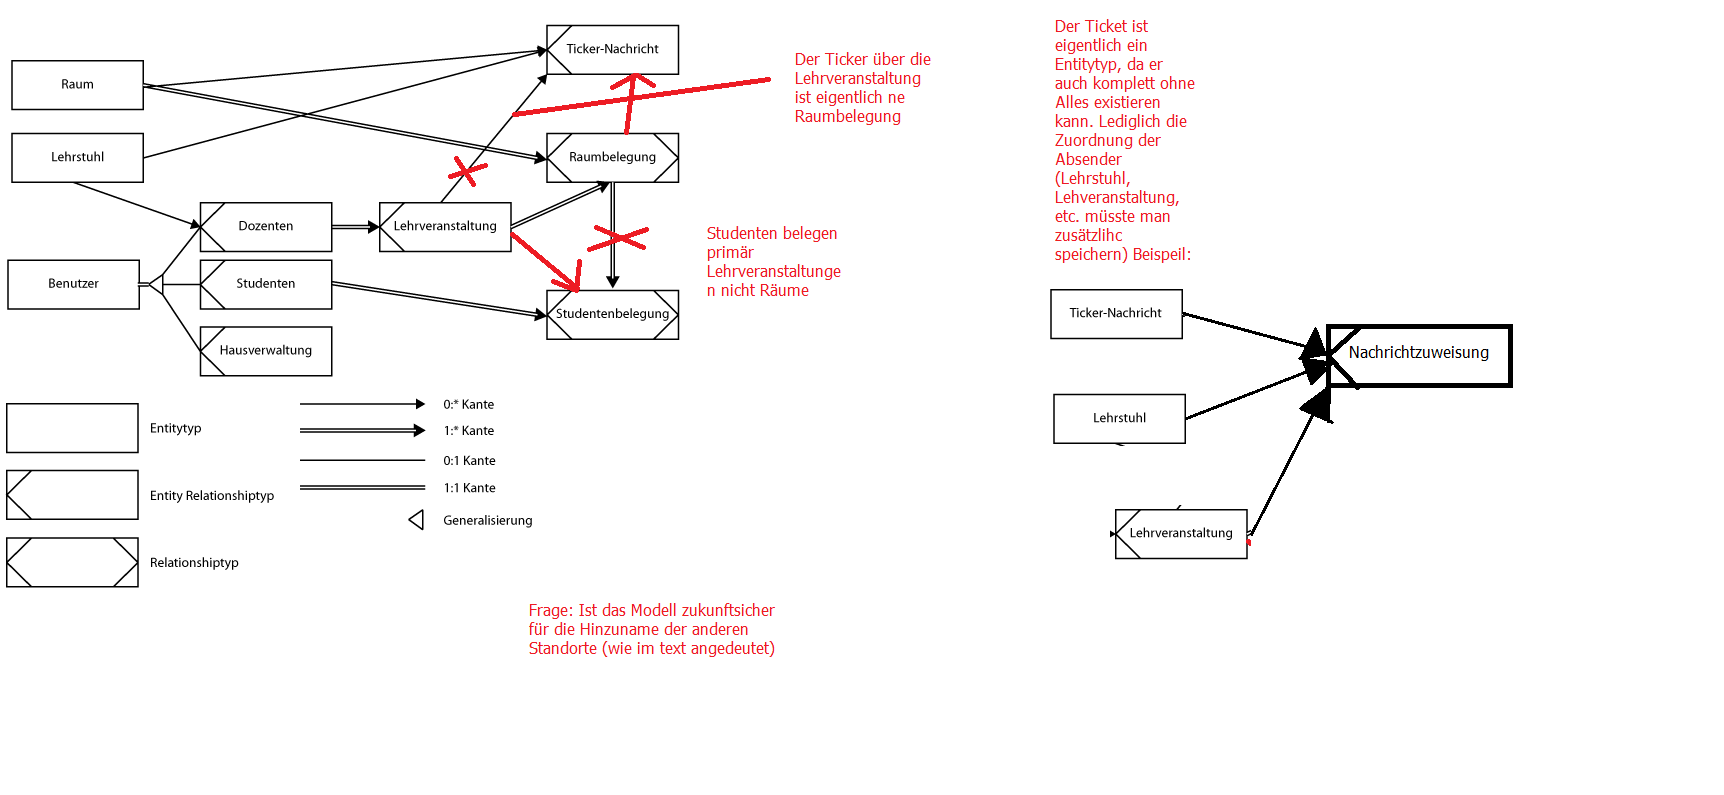 Ticker-Nachricht
Raum
Lehrstuhl
Raumbelegung
Dozenten
Lehrveranstaltung
Benutzer
Studenten
Studentenbelegung
Hausverwaltung
Entitytyp
Entity Relationshiptyp
Relationshiptyp
0:* Kante
1:* Kante
0:1 Kante
1:1 Kante
Generalisierung
Der Ticker über die
Lehrveranstaltung
ist eigentlich ne
Raumbelegung
Studenten belegen
primär
Lehrveranstaltunge
n nicht Räume
Frage: Ist das Modell zukunftsicher
für die Hinzuname der anderen
Standorte (wie im text angedeutet)
Der Ticket ist
eigentlich ein
Entitytyp, da er
auch komplett ohne
Alles existieren
kann. Lediglich die
Zuordnung der
Absender
(Lehrstuhl,
Lehveranstaltung,
etc. müsste man
zusätzlihc
speichern) Beispeil:
Ticker-Nachricht
Nachrichtzuweisung
Lehrstuhl
Lehrveranstaltung